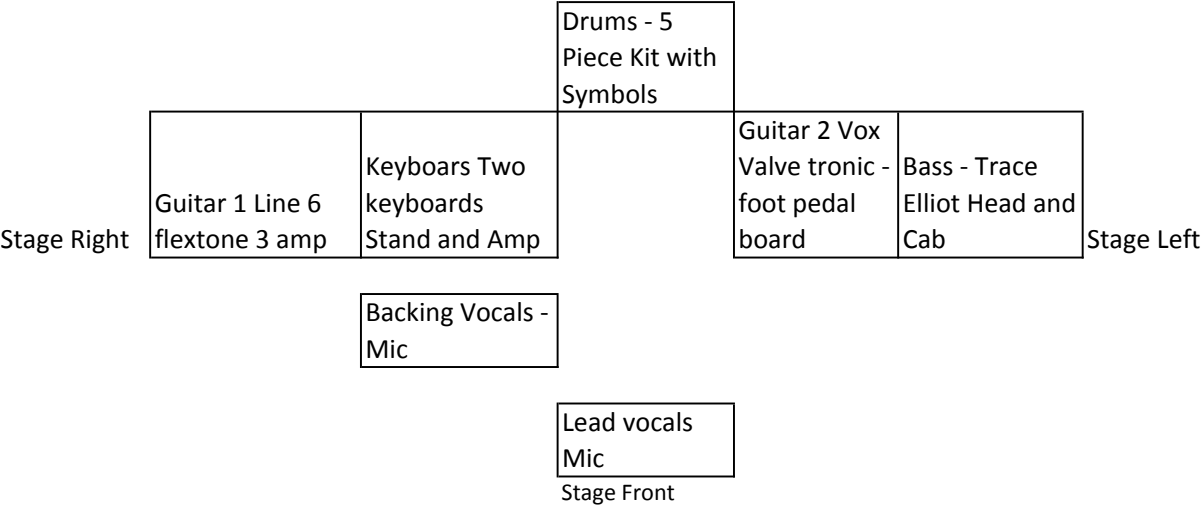 Drums - 5
Piece Kit with
Symbols
Stage Right
Guitar 1 Line 6
flextone 3 amp
Keyboars Two
keyboards
Stand and Amp
Guitar 2 Vox
Valve tronic -
foot pedal
board
Bass - Trace
Elliot Head and
Cab
Stage Left
Backing Vocals -
Mic
Lead vocals
Mic
Stage Front